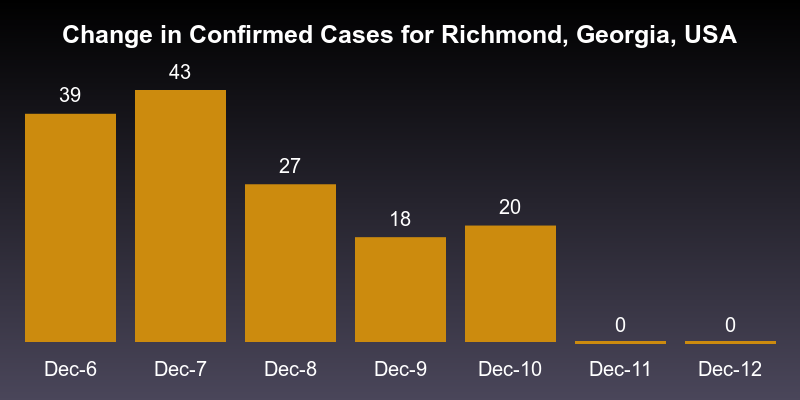 Change in Confirmed Cases for Richmond, Georgia, USA
39
43
27
18
20
0
0
Dec-6
Dec-7
Dec-8
Dec-9
Dec-10
Dec-11
Dec-12